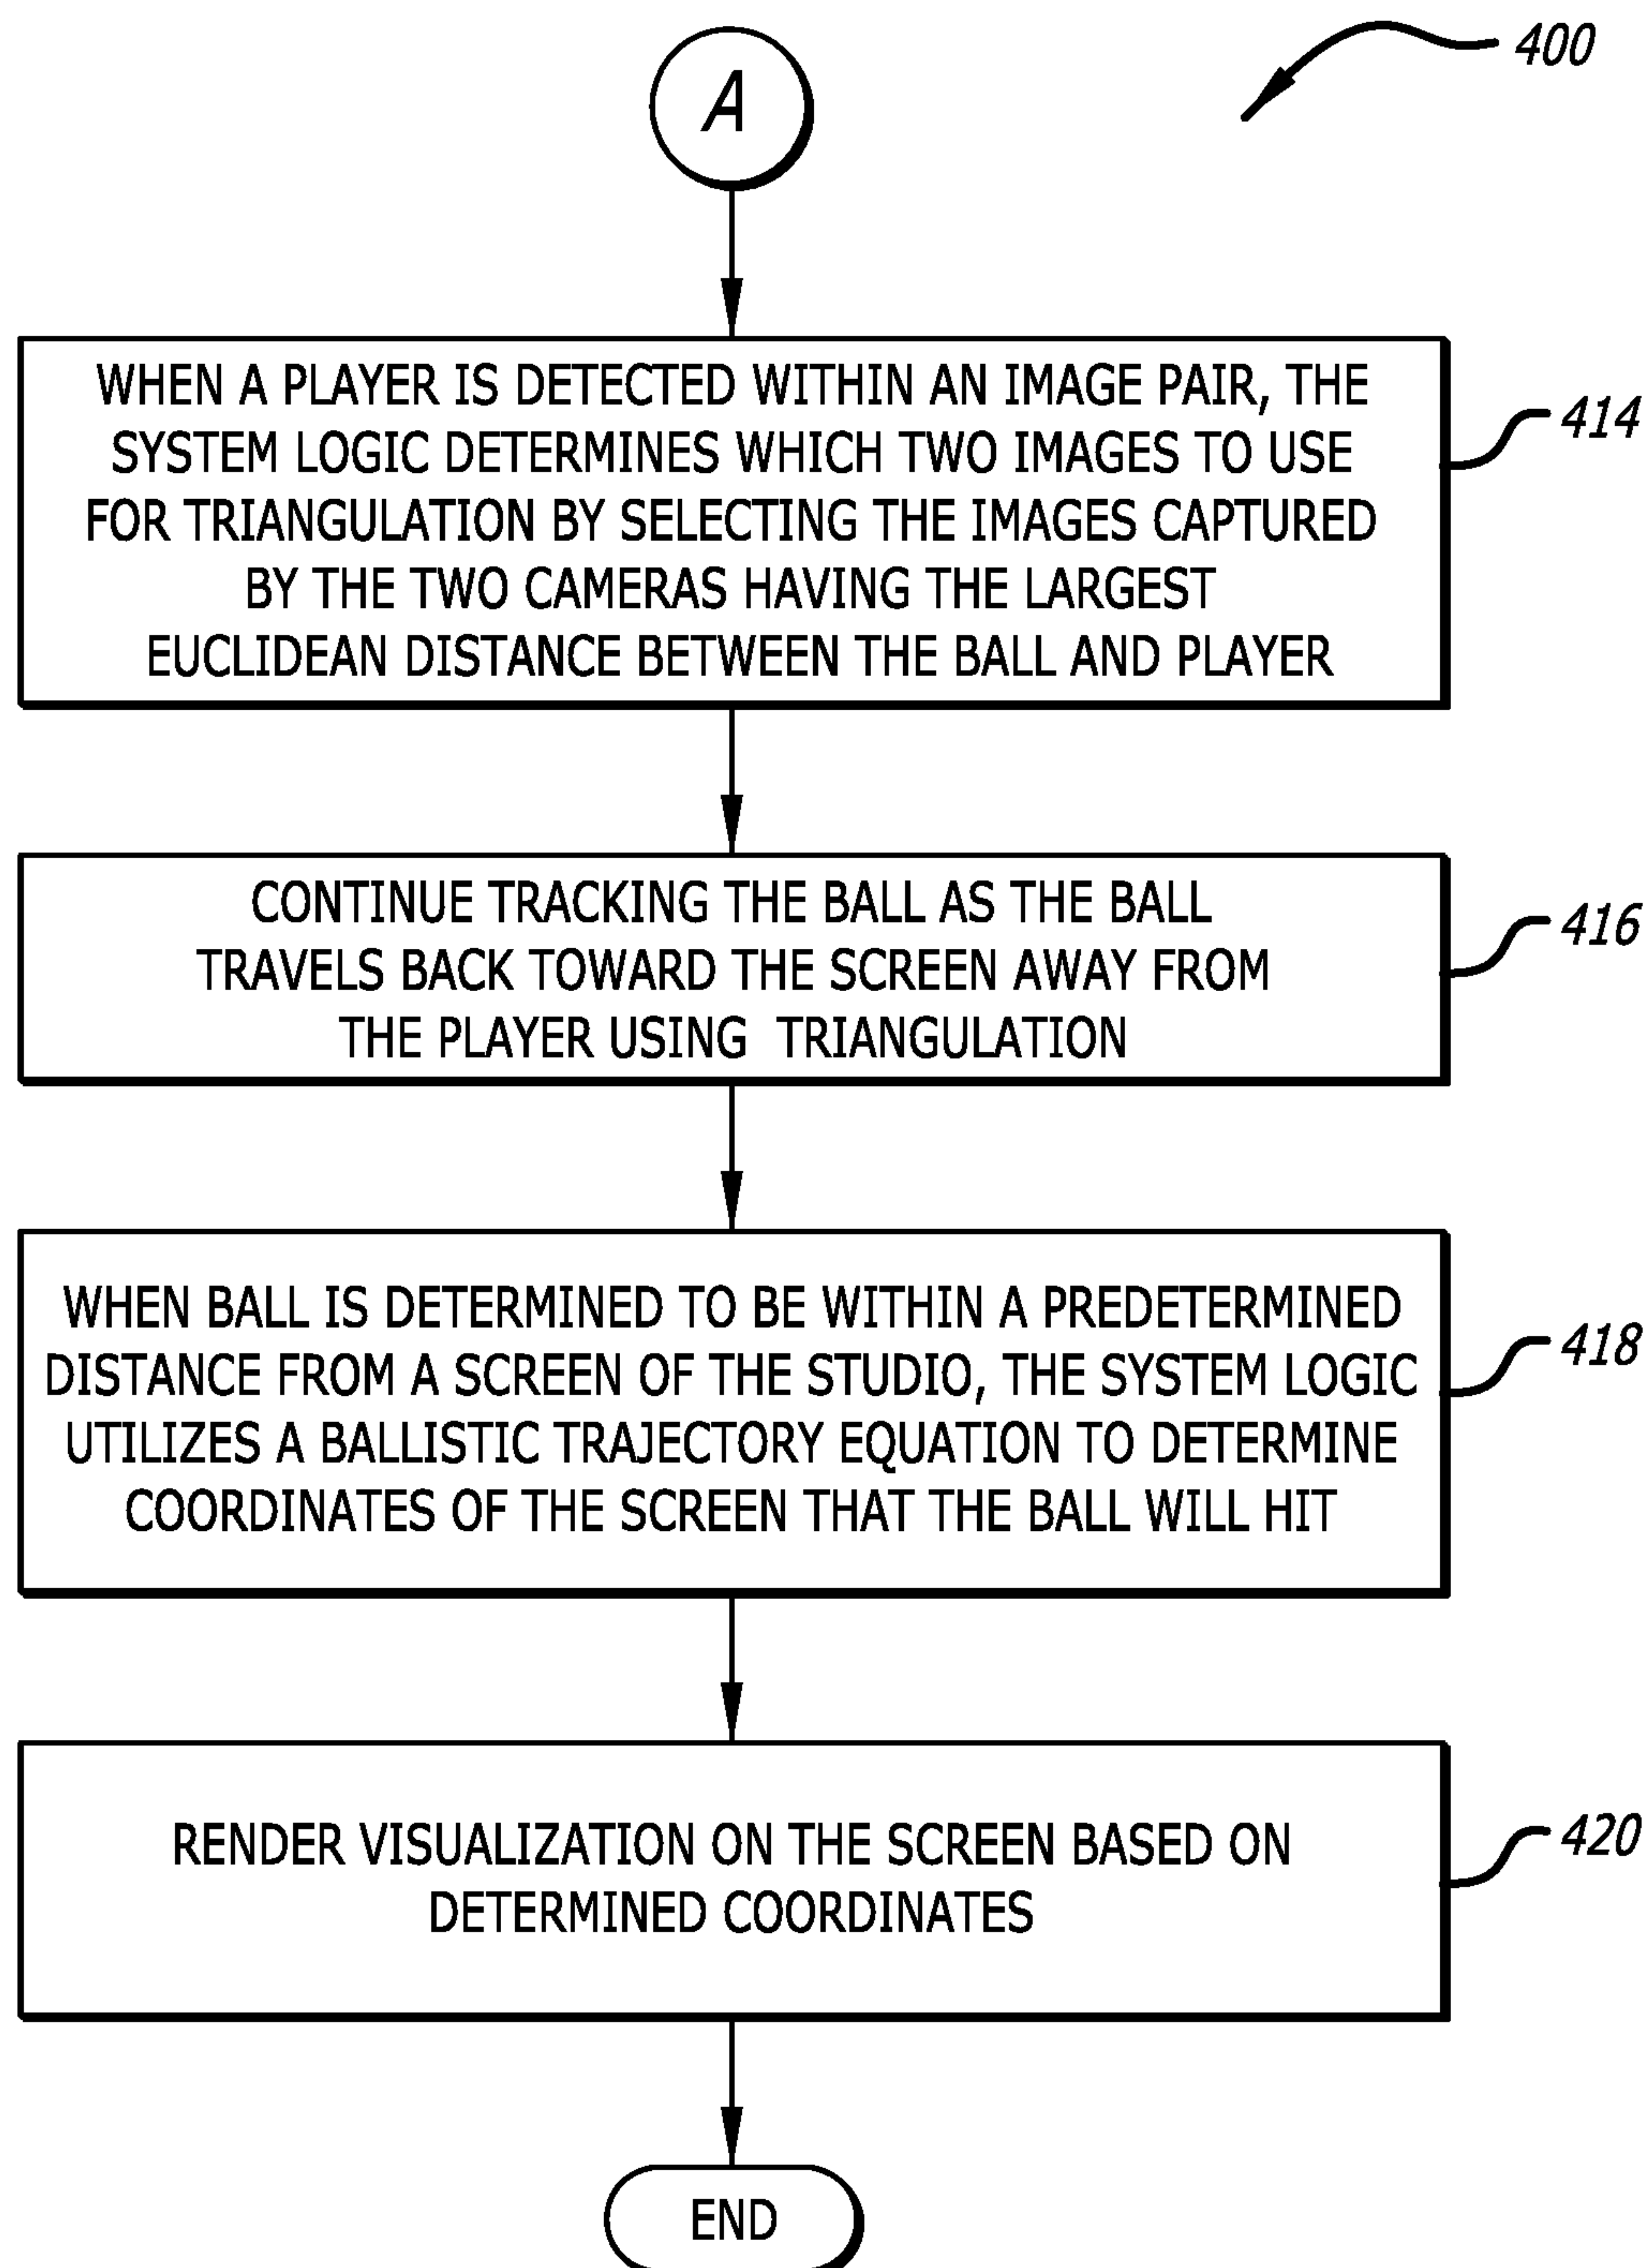 400
A
WHEN A PLAYER IS DETECTED WITHIN AN IMAGE PAIR, THE
SYSTEM LOGIC DETERMINES WHICH TWO IMAGES TO USE
FOR TRIANGULATION BY SELECTING THE IMAGES CAPTURED
BY THE TWO CAMERAS HAVING THE LARGEST
EUCLIDEAN DISTANCE BETWEEN THE BALL AND PLAYER
414
CONTINUE TRACKING THE BALL AS THE BALL
TRAVELS BACK TOWARD THE SCREEN AWAY FROM
THE PLAYER USING TRIANGULATION
416
WHEN BALL IS DETERMINED TO BE WITHIN A PREDETERMINED
DISTANCE FROM A SCREEN OF THE STUDIO, THE SYSTEM LOGIC
UTILIZES A BALLISTIC TRAJECTORY EQUATION TO DETERMINE
COORDINATES OF THE SCREEN THAT THE BALL WILL HIT
418
RENDER VISUALIZATION ON THE SCREEN BASED ON
DETERMINED COORDINATES
420
END